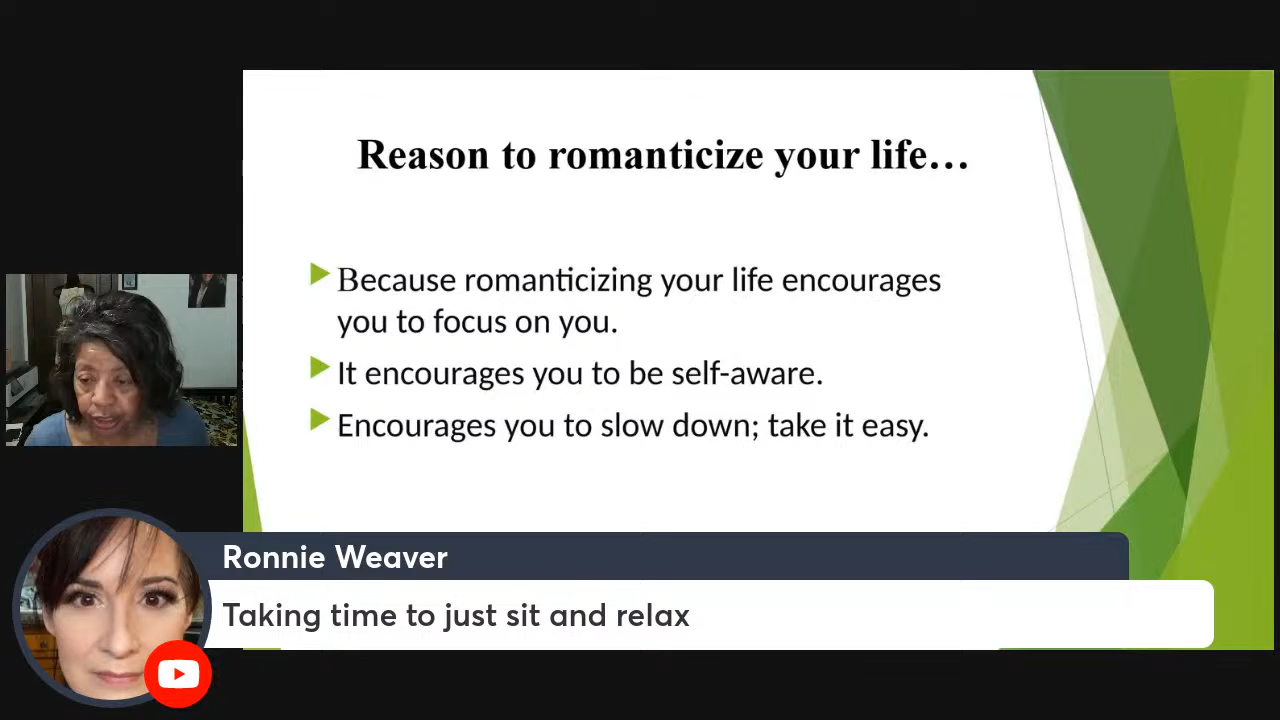 Reason to romanticize your life…
Because romanticizing your life encourages
you to focus on you.
It encourages you to be self-aware.
Encourages you to slow down; take it easy.
Ronnie Weaver
Taking time to just sit and relax